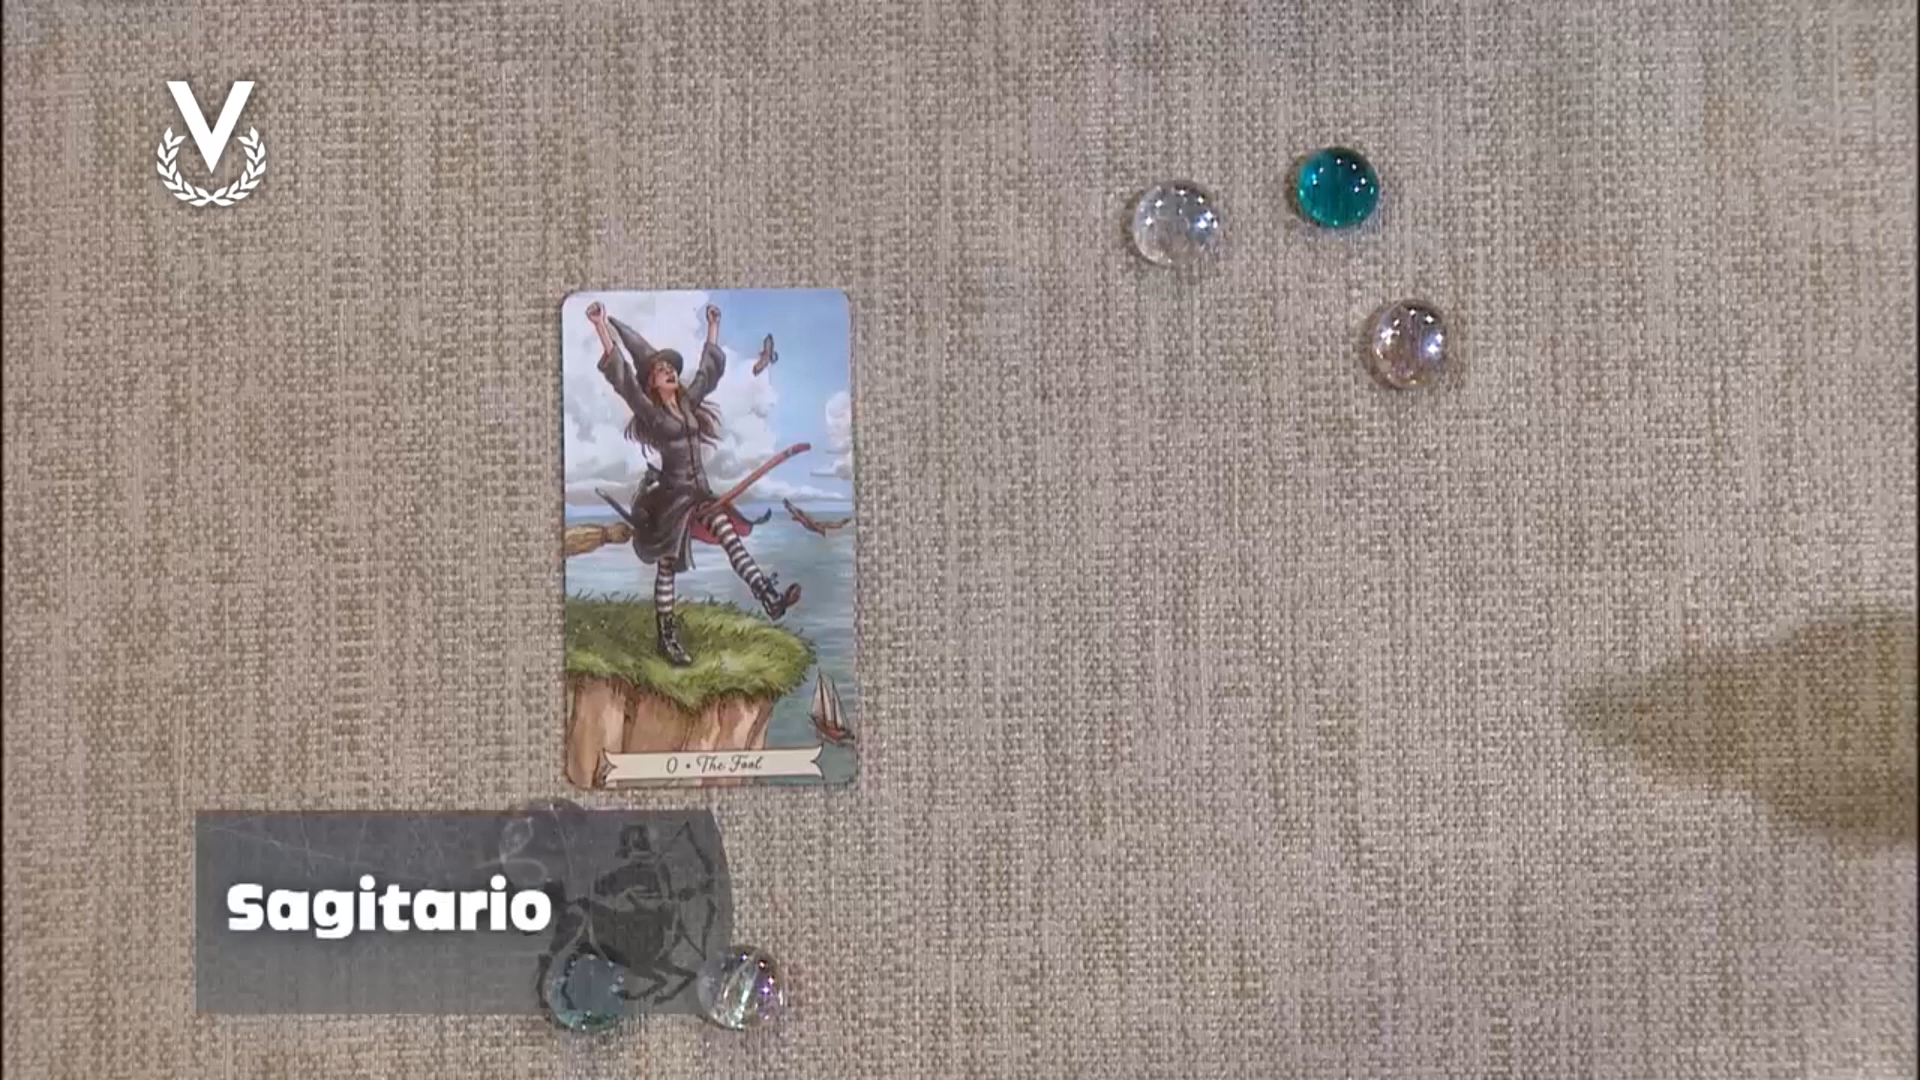 V
0 • The Fool
Sagitario